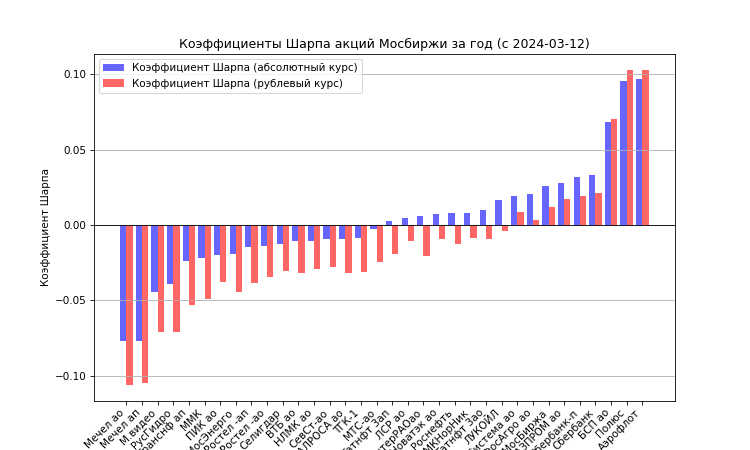 Коэффициенты Шарпа акций Мосбиржи за год (с 2024-03-12)
Коэффициент Шарпа (абсолютный курс)
Коэффициент Шарпа (рублевый курс)
Коэффициент Шарпа
0.10
0.05
0.00
−0.05
−0.10
Мечел ао
Мечел ап
М.видео
РусГидро
ММК
ПИК ао
Ростел -ап
Ростел -ао
Селигдар
ВТБ ао
НЛМК ао
СевСт-ао
ТГК-1
МТС-ао
ЛСР ао
Роснефть
ЛУКОЙЛ
МосБиржа
Сбербанк
БСП ао
Полюс
Аэрофлот